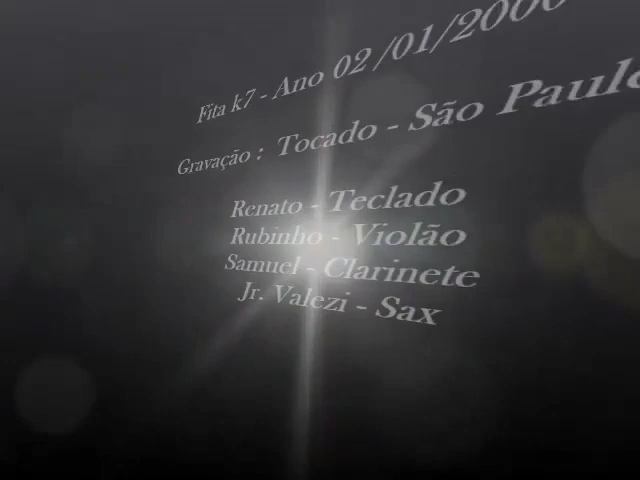 Fita k7 - Ano 02 /01/2000
Gravação : Tocado - São Paulo
Renato - Teclado
Rubinho - Violão
Samuel - Clarinete
Jr. Valezi - Sax